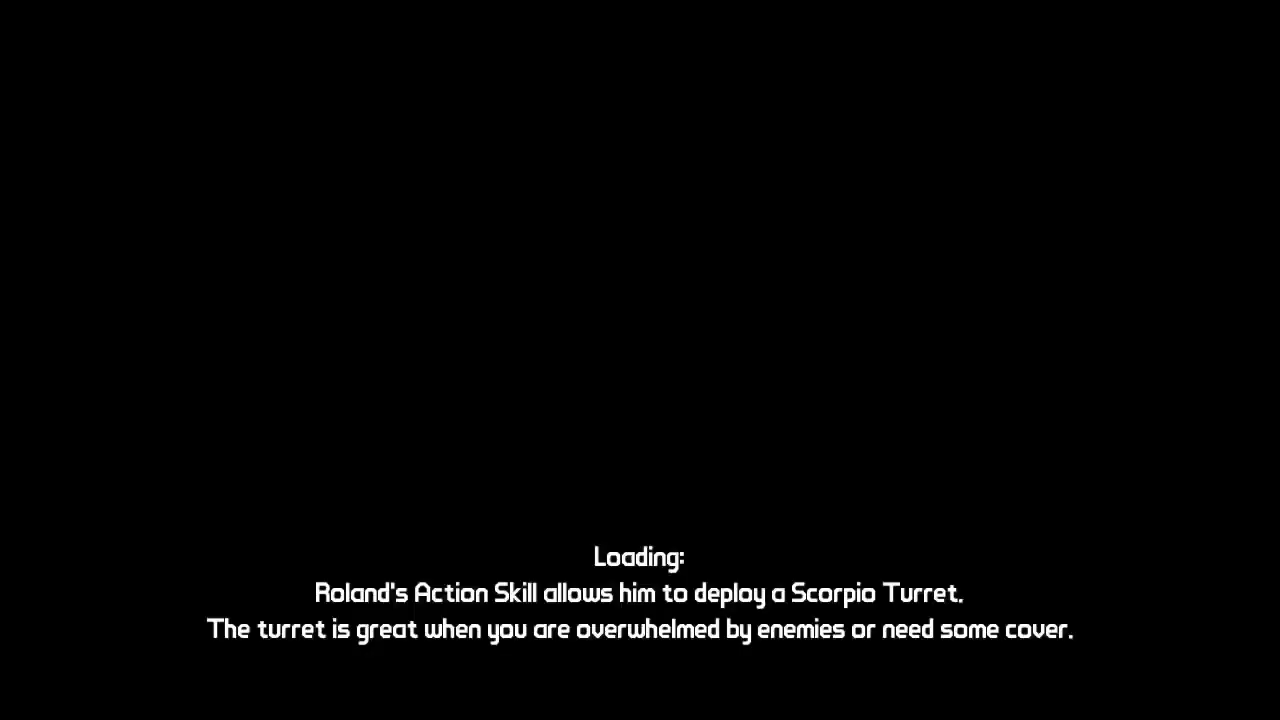 Loading:
Roland's Action Skill allows him to deploy a Scorpio Turret.
The turret is great when you are overwhelmed by enemies or need some cover.